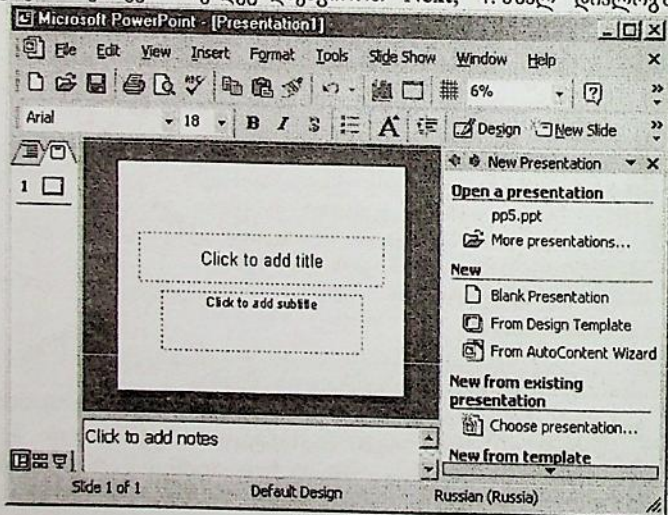 Microsoft PowerPoint - [Presentation1]
File Edit View Insert Format Tools Slide Show Window Help
6%
Arial 18 B I S A Design New Slide
New Presentation
Open a presentation
pp5.ppt
More presentations...
New
Blank Presentation
From Design Template
From AutoContent Wizard
New from existing
presentation
Choose presentation...
New from template
1
Click to add title
Click to add subtitle
Click to add notes
Slide 1 of 1 Default Design Russian (Russia)